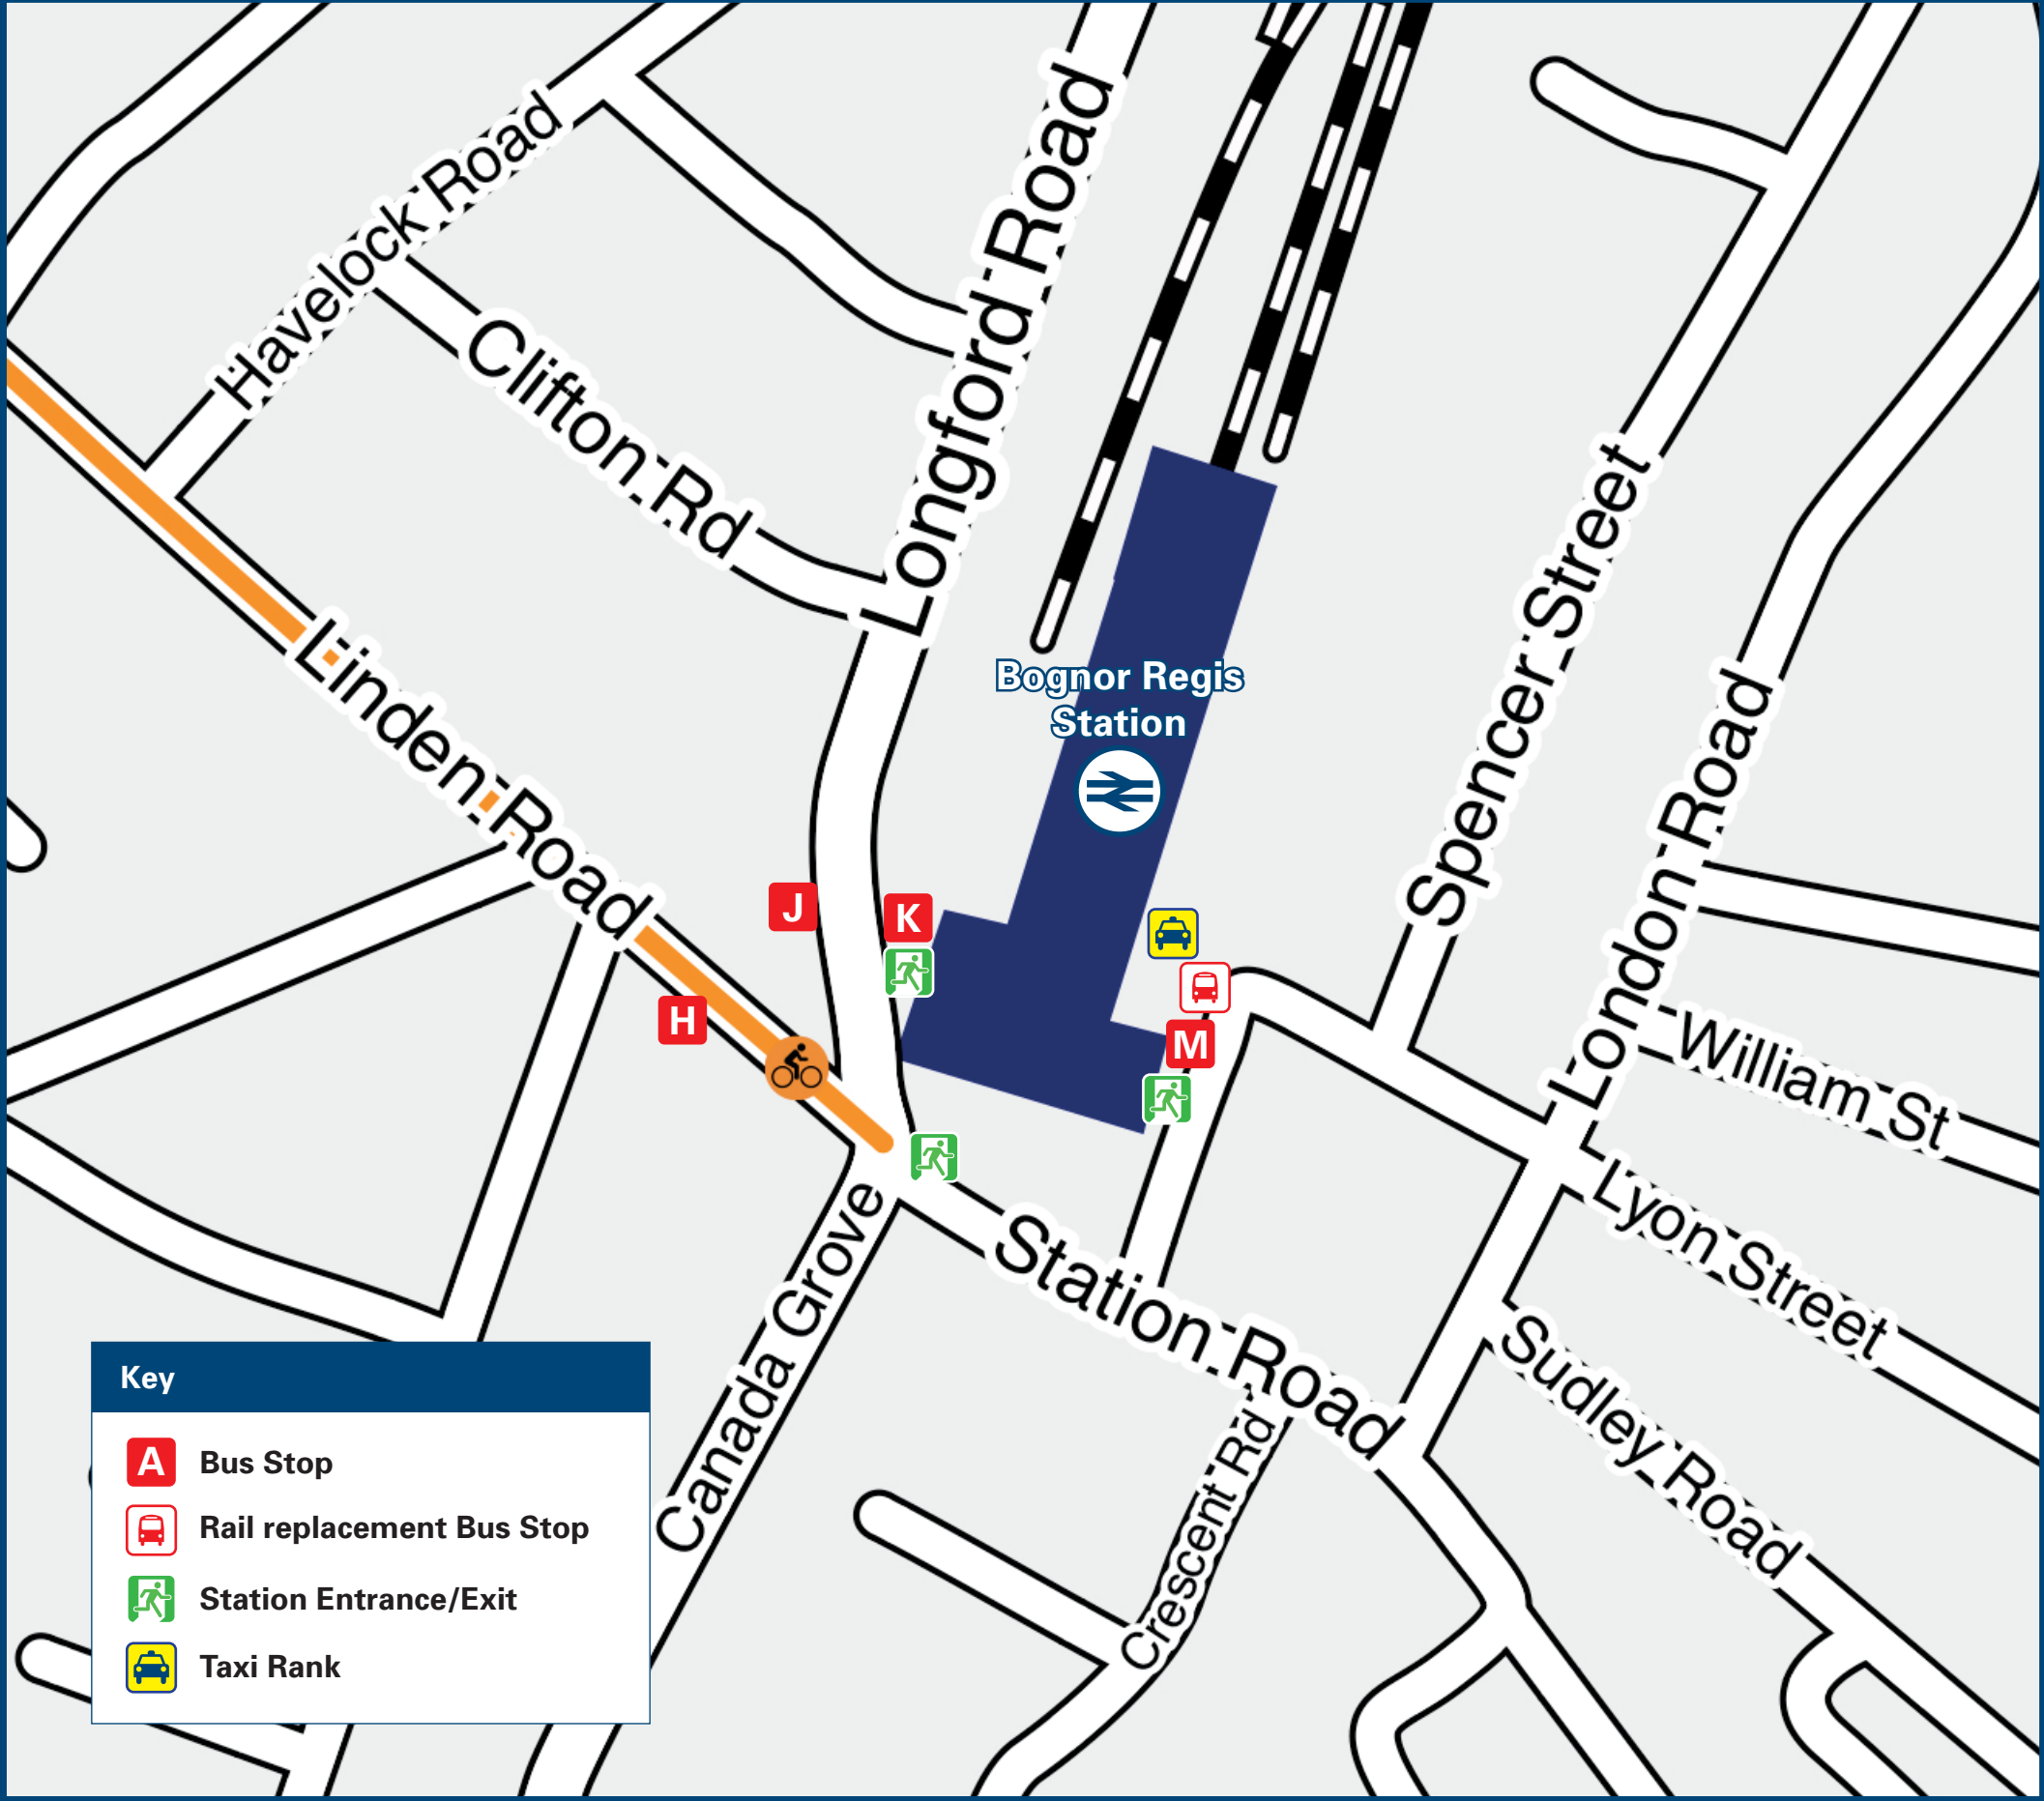 Havelock Road
Longford Road
Clifton Rd
Linden Road
Bognor Regis
Station
Spencer Street
London Road
J
K
H
M
William St
Lyon Street
Station Road
Canada Grove
Sudley Road
Crescent Rd
Key
A Bus Stop
Rail replacement Bus Stop
Station Entrance/Exit
Taxi Rank